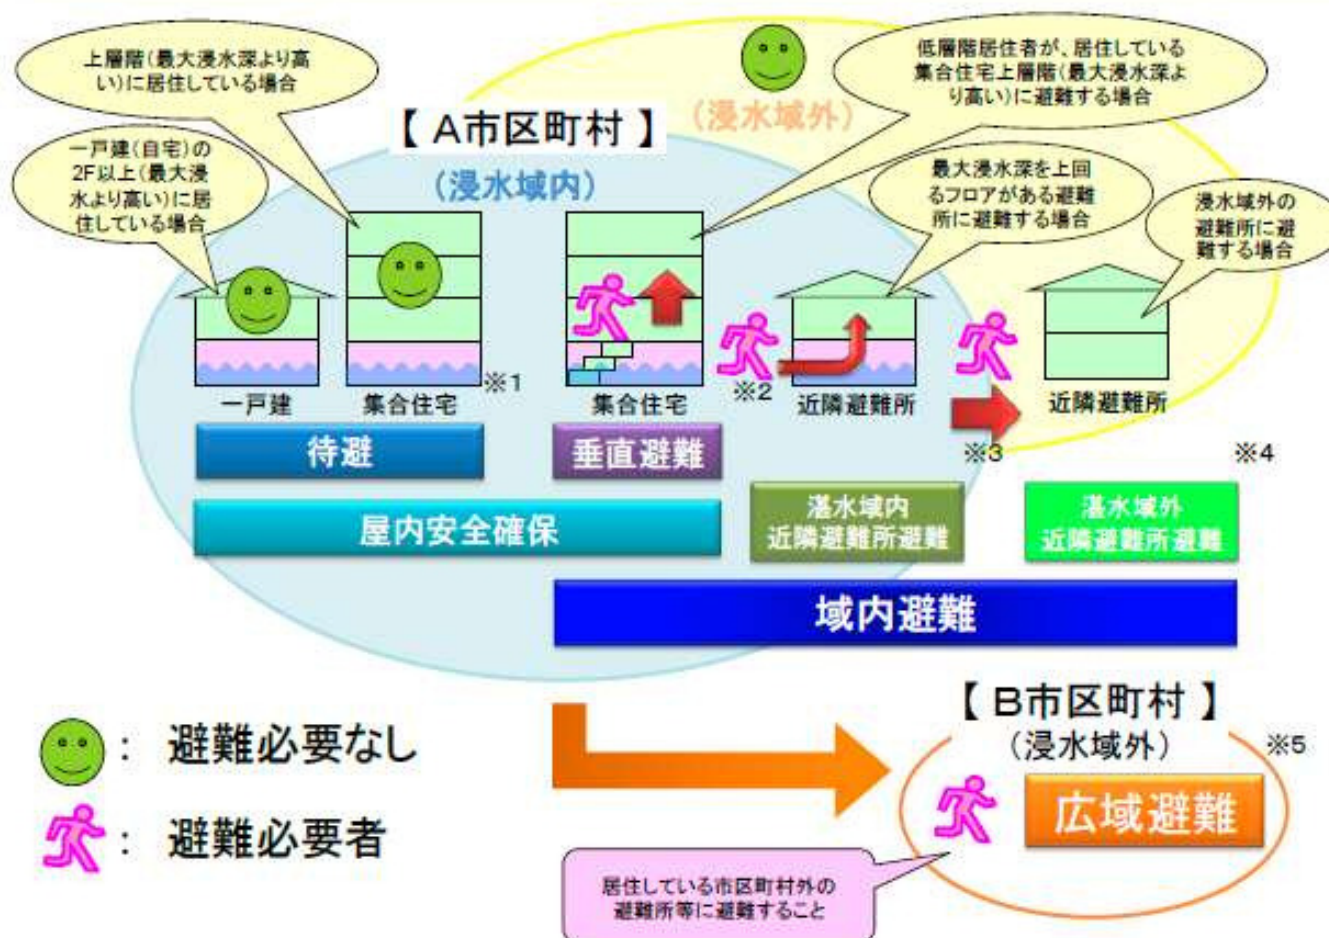 上層階(最大浸水深より高
い)に居住している場合
低層階居住者が、居住している
集合住宅上層階(最大浸水深よ
り高い)に避難する場合
(浸水域外)
【 A市区町村 】
(浸水域内)
一戸建(自宅)の
2F以上(最大浸
水より高い)に居
住している場合
最大浸水深を上回
るフロアがある避難
所に避難する場合
浸水域外の
避難所に避
難する場合
一戸建
集合住宅
※1
集合住宅
※2
近隣避難所
近隣避難所
待避
垂直避難
※3
※4
屋内安全確保
湛水域内
近隣避難所避難
湛水域外
近隣避難所避難
域内避難
【 B市区町村 】
(浸水域外)
※5
: 避難必要なし
: 避難必要者
広域避難
居住している市区町村外の
避難所等に避難すること